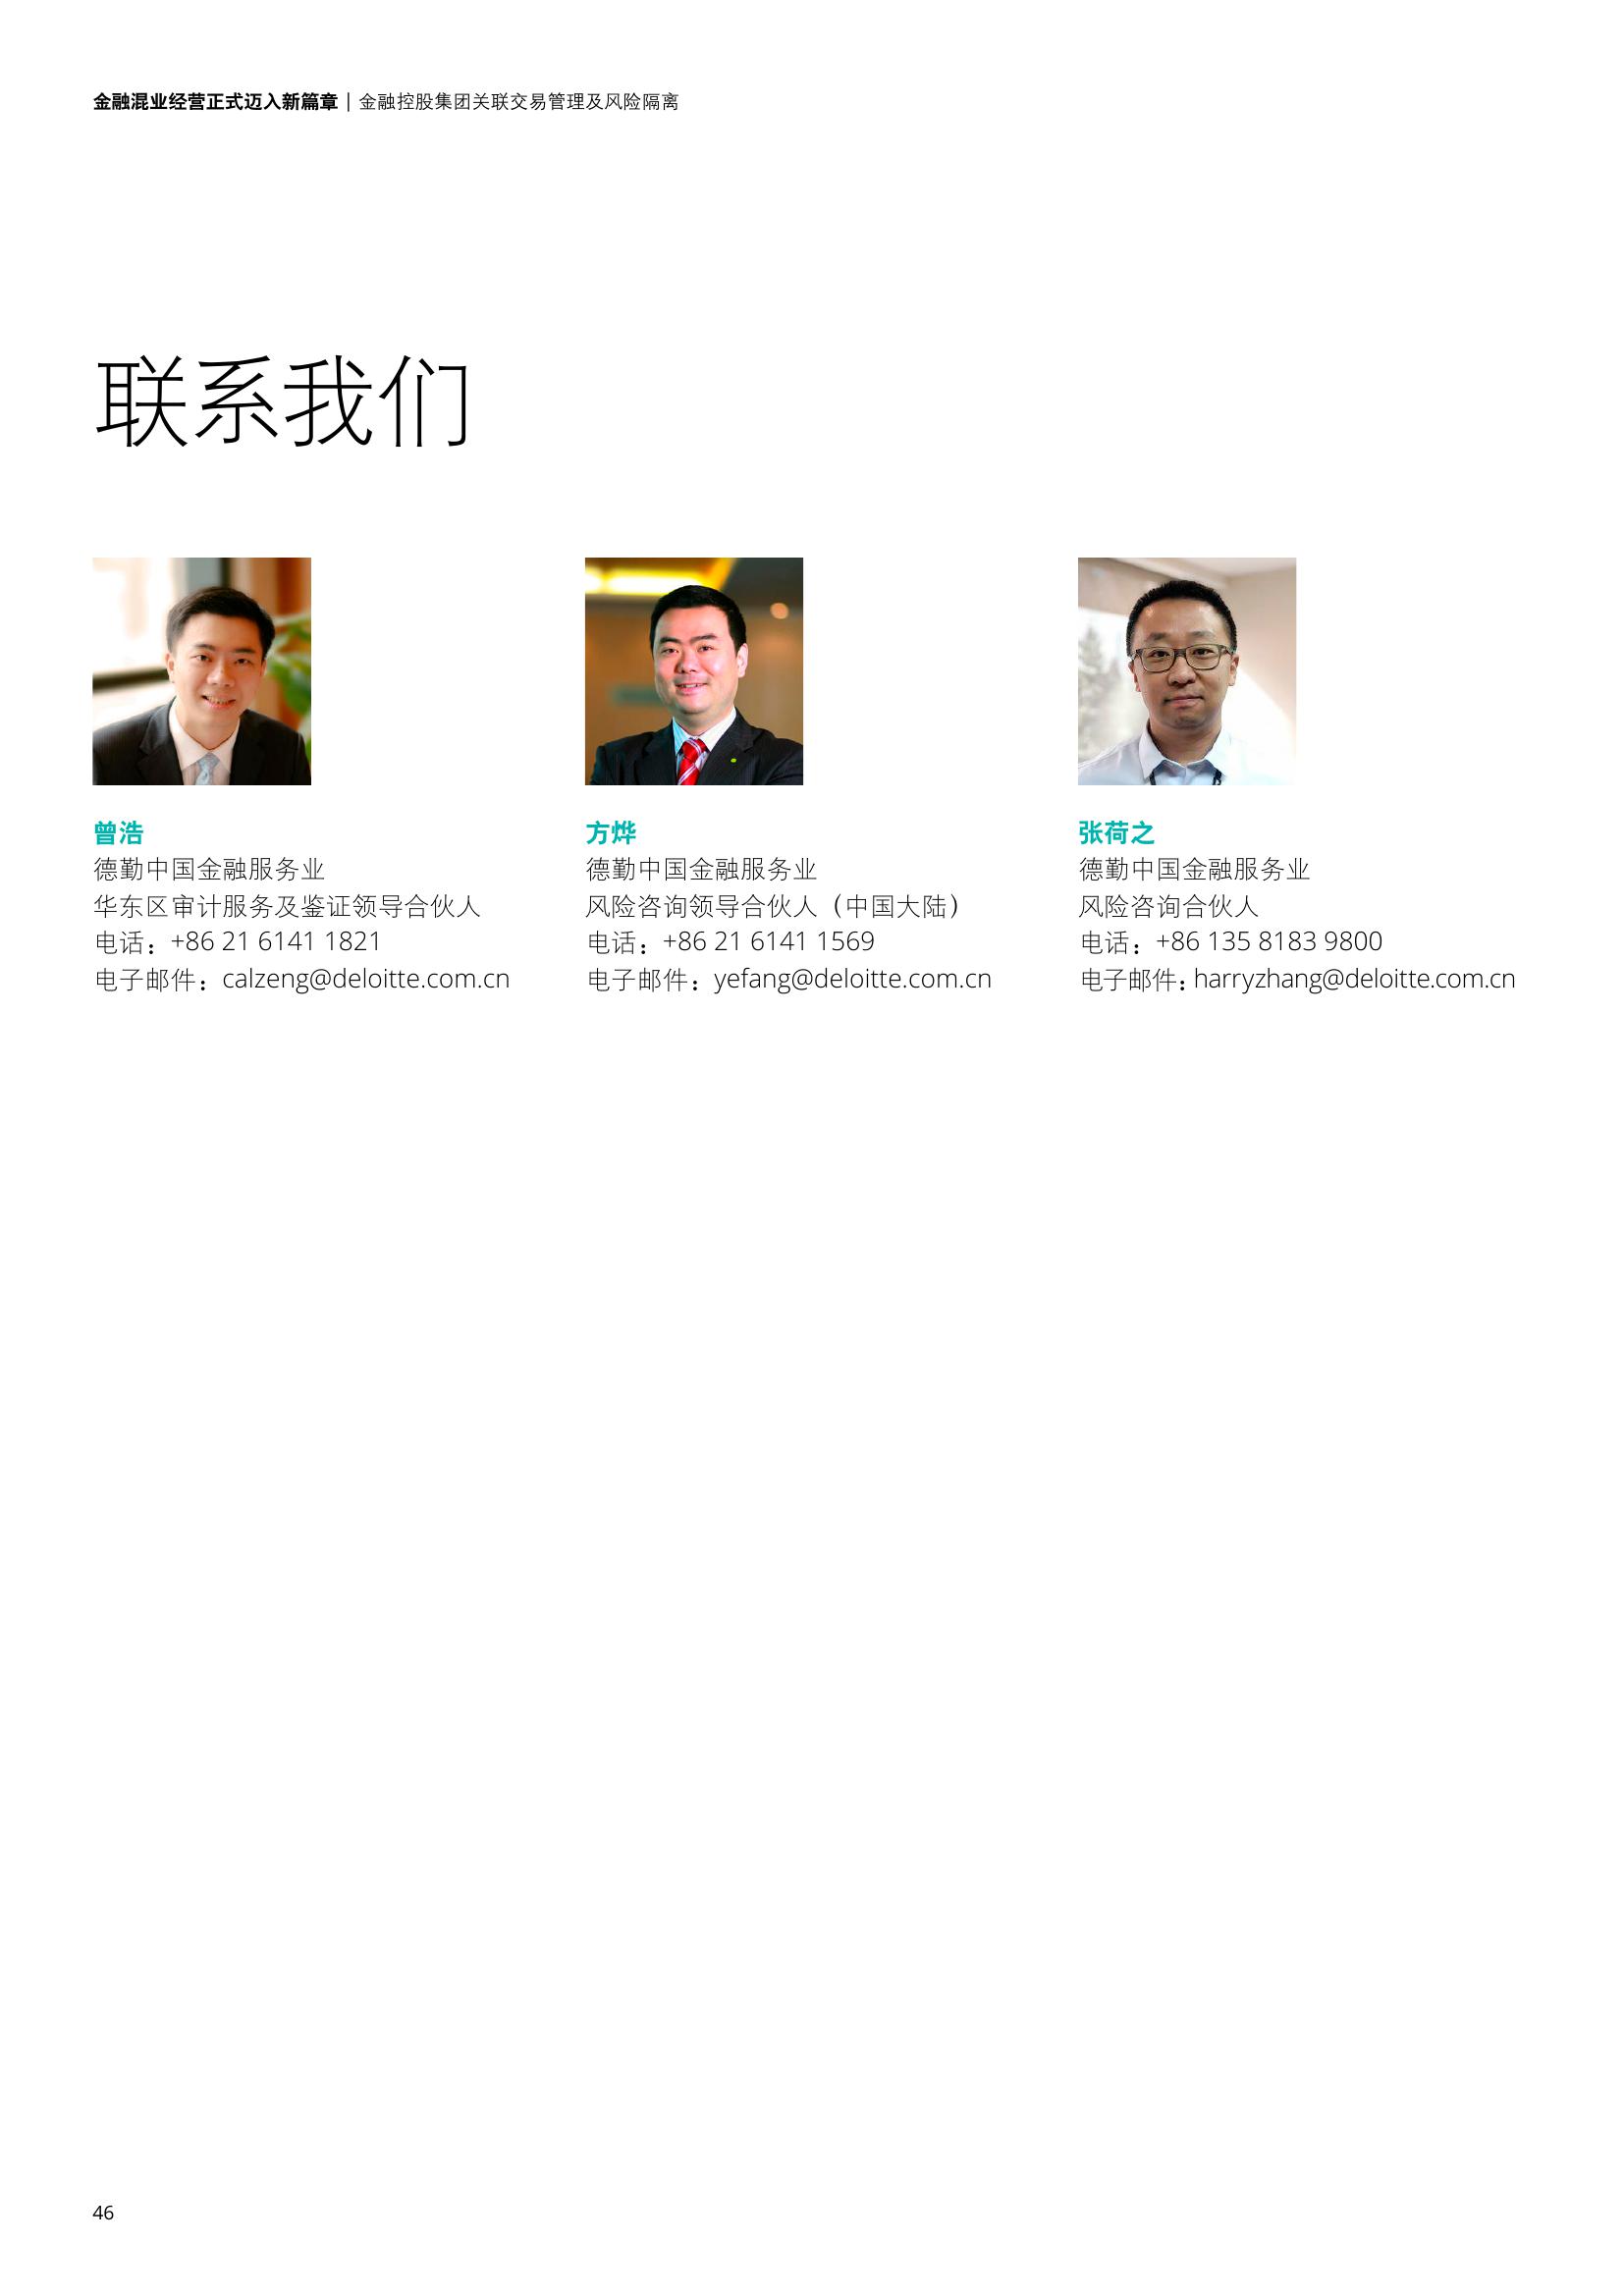 金融混业经营正式迈入新篇章 | 金融控股集团关联交易管理及风险隔离
联系我们
曾浩
德勤中国金融服务业
华东区审计服务及鉴证领导合伙人
电话：+86 21 6141 1821
电子邮件：calzeng@deloitte.com.cn
方烨
德勤中国金融服务业
风险咨询领导合伙人（中国大陆）
电话：+86 21 6141 1569
电子邮件：yefang@deloitte.com.cn
张荷之
德勤中国金融服务业
风险咨询合伙人
电话：+86 135 8183 9800
电子邮件：harryzhang@deloitte.com.cn
46